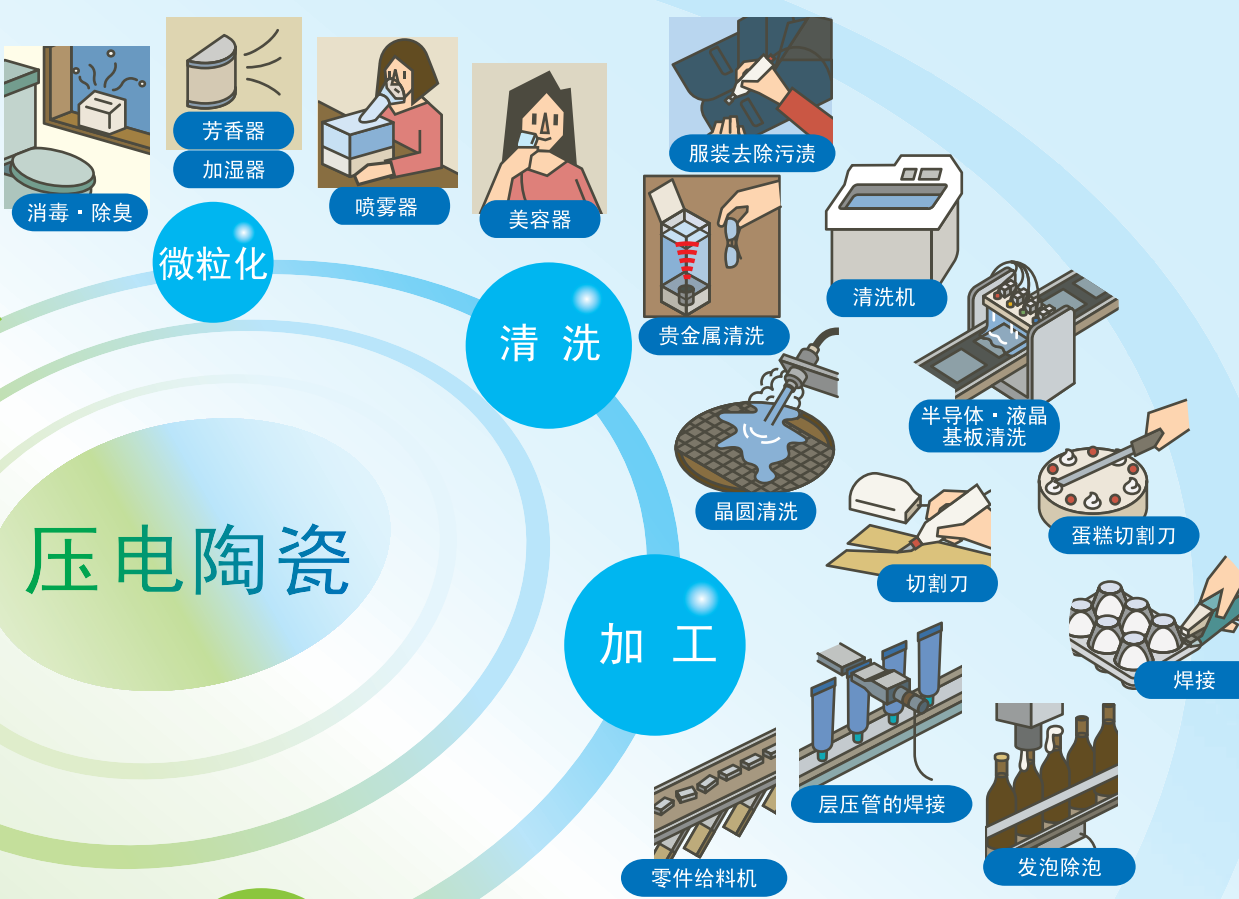 芳香器
加湿器
消毒・除臭
喷雾器
美容器
微粒化
服装去除污渍
清洗机
贵金属清洗
清 洗
半导体・液晶
基板清洗
晶圆清洗
蛋糕切割刀
切割刀
压电陶瓷
加 工
焊接
层压管的焊接
零件给料机
发泡除泡